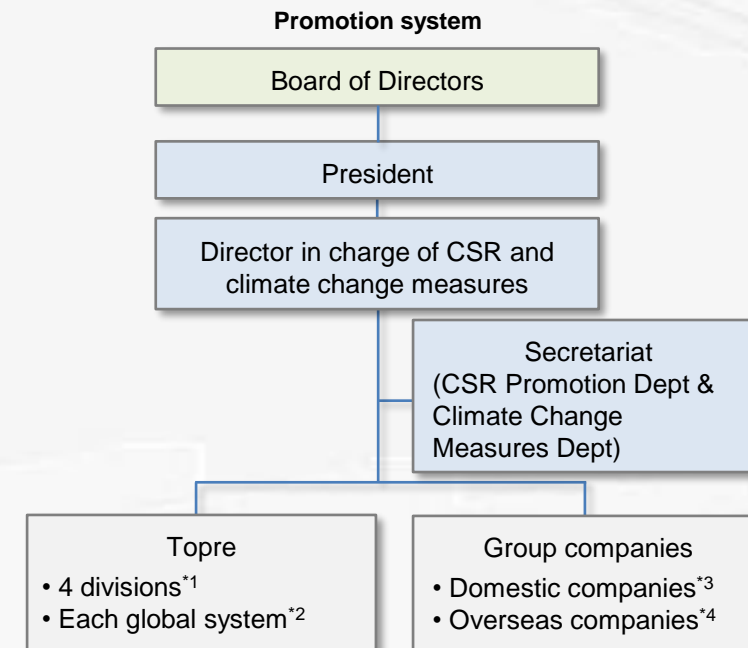 Promotion system
Board of Directors
President
Director in charge of CSR and
climate change measures
Secretariat
(CSR Promotion Dept &
Climate Change
Measures Dept)
Topre
• 4 divisions*1
• Each global system*2
Group companies
• Domestic companies*3
• Overseas companies*4